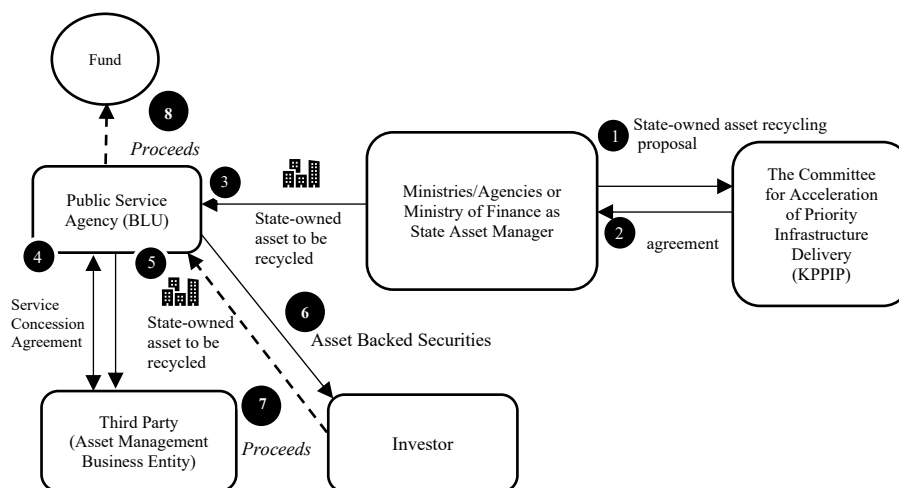 Fund
8
Proceeds
Public Service
Agency (BLU)
3
State-owned
asset to be
recycled
Ministries/Agencies or
Ministry of Finance as
State Asset Manager
1
State-owned asset recycling
proposal
2
agreement
The Committee
for Acceleration
of Priority
Infrastructure
Delivery
(KPPIP)
4
Service
Concession
Agreement
5
State-owned
asset to be
recycled
6
Asset Backed Securities
7
Proceeds
Third Party
(Asset Management
Business Entity)
Investor